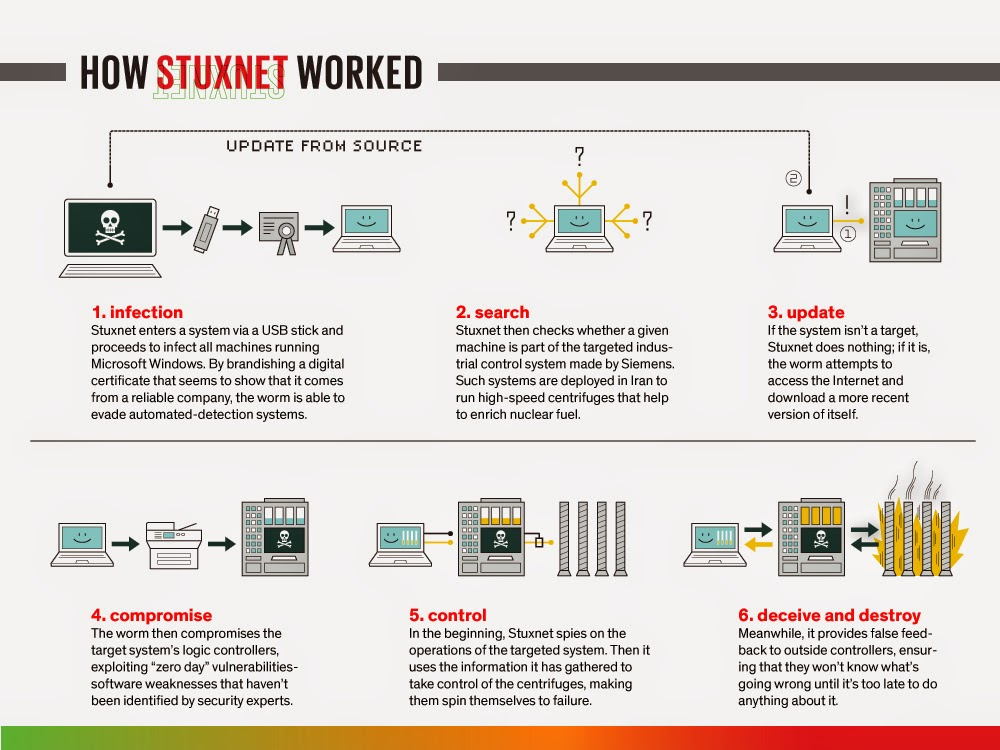 HOW STUXNET WORKED
STUXNET
UPDATE FROM SOURCE
?
?
?
2
!
1
1. infection
Stuxnet enters a system via a USB stick and
proceeds to infect all machines running
Microsoft Windows. By brandishing a digital
certificate that seems to show that it comes
from a reliable company, the worm is able to
evade automated-detection systems.
2. search
Stuxnet then checks whether a given
machine is part of the targeted indus-
trial control system made by Siemens.
Such systems are deployed in Iran to
run high-speed centrifuges that help
to enrich nuclear fuel.
3. update
If the system isn’t a target,
Stuxnet does nothing; if it is,
the worm attempts to
access the Internet and
download a more recent
version of itself.
4. compromise
The worm then compromises the
target system’s logic controllers,
exploiting “zero day” vulnerabilities-
software weaknesses that haven’t
been identified by security experts.
5. control
In the beginning, Stuxnet spies on the
operations of the targeted system. Then it
uses the information it has gathered to
take control of the centrifuges, making
them spin themselves to failure.
6. deceive and destroy
Meanwhile, it provides false feed-
back to outside controllers, ensur-
ing that they won’t know what’s
going wrong until it’s too late to do
anything about it.